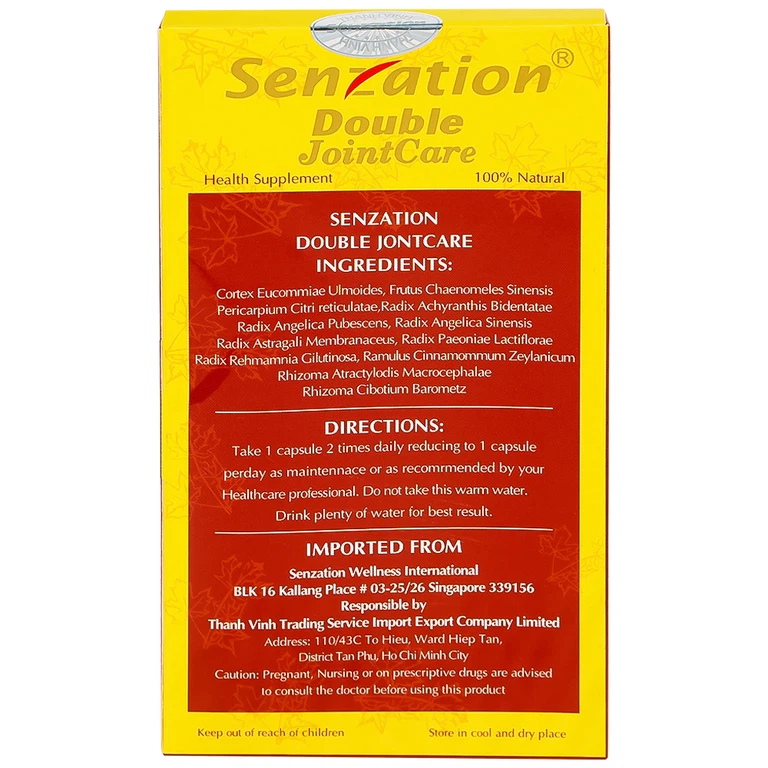 Senzation®
Double
JointCare
Health Supplement 100% Natural
SENZATION
DOUBLE JONTCARE
INGREDIENTS:
Cortex Eucommiae Ulmoides, Frutus Chaenomeles Sinensis
Pericarpium Citri reticulatae,Radix Achyranthis Bidentatae
Radix Angelica Pubescens, Radix Angelica Sinensis
Radix Astragali Membranaceus, Radix Paeoniae Lactiflorae
Radix Rehmamnia Gilutinosa, Ramulus Cinnamommum Zeylanicum
Rhizoma Atractylodis Macrocephalae
Rhizoma Cibotium Barometz
DIRECTIONS:
Take 1 capsule 2 times daily reducing to 1 capsule
perday as maintennace or as recomrmended by your
Healthcare professional. Do not take this warm water.
Drink plenty of water for best result.
IMPORTED FROM
Senzation Wellness International
BLK 16 Kallang Place # 03-25/26 Singapore 339156
Responsible by
Thanh Vinh Trading Service Import Export Company Limited
Address: 110/43C To Hieu, Ward Hiep Tan,
District Tan Phu, Ho Chi Minh City
Caution: Pregnant, Nursing or on prescriptive drugs are advised
to consult the doctor before using this product
Keep out of reach of children Store in cool and dry place